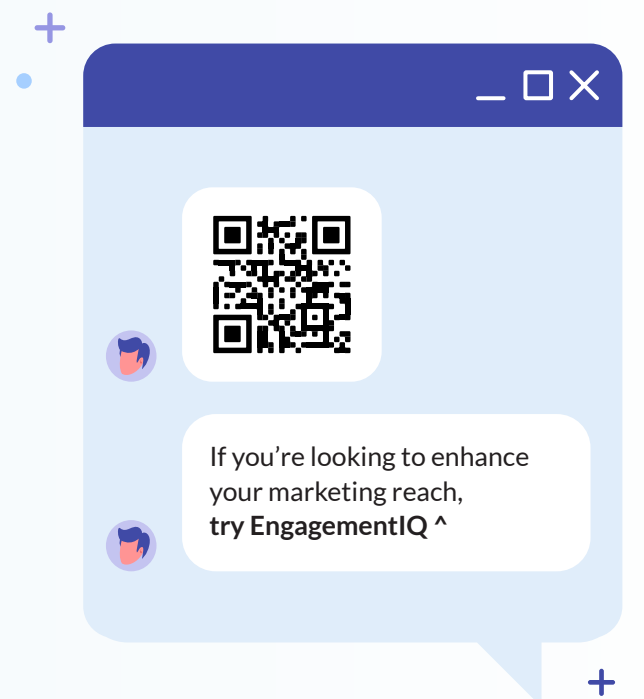 If you’re looking to enhance
your marketing reach,
try EngagementIQ ^